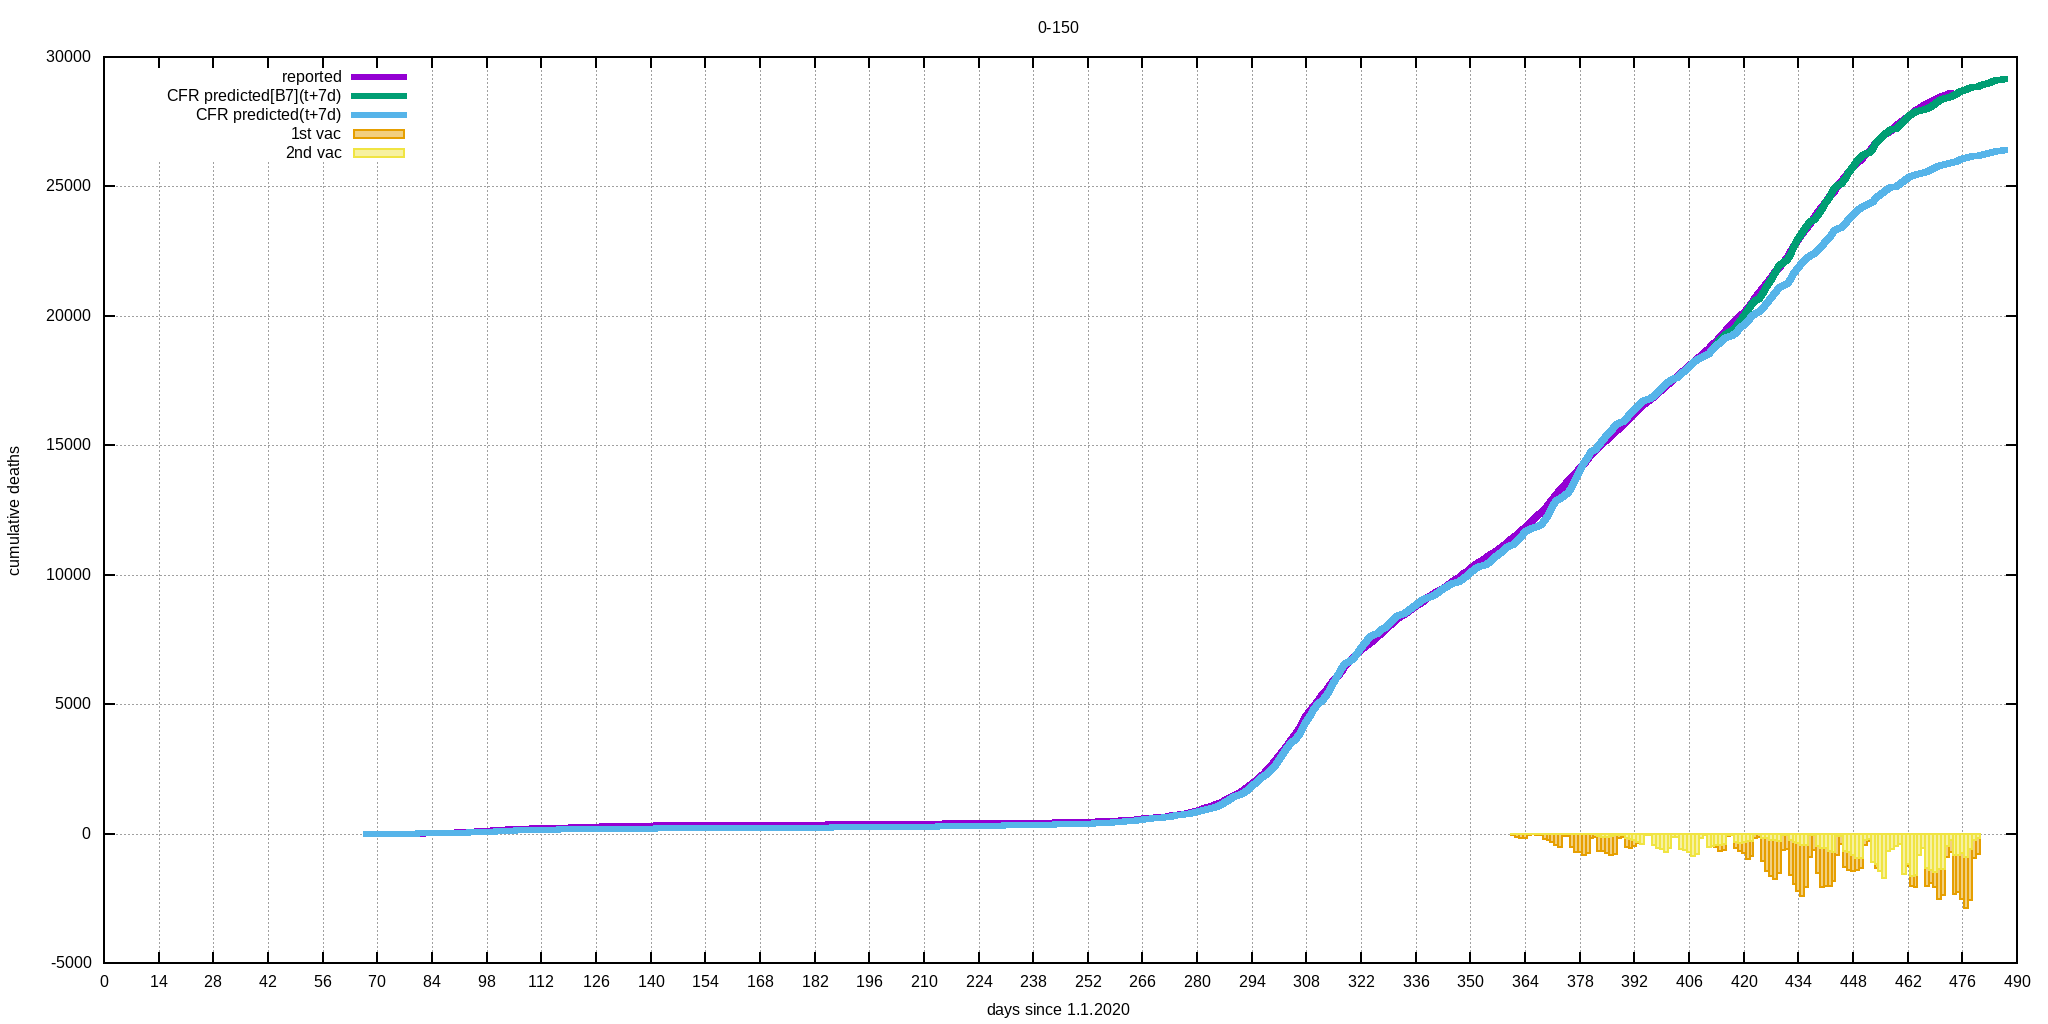 0-150
30000
25000
20000
15000
10000
5000
0
-5000
cumulative deaths
reported
CFR predicted[B7](t+7d)
CFR predicted(t+7d)
1st vac
2nd vac
0 14 28 42 56 70 84 98 112 126 140 154 168 182 196 210 224 238 252 266 280 294 308 322 336 350 364 378 392 406 420 434 448 462 476 490
days since 1.1.2020